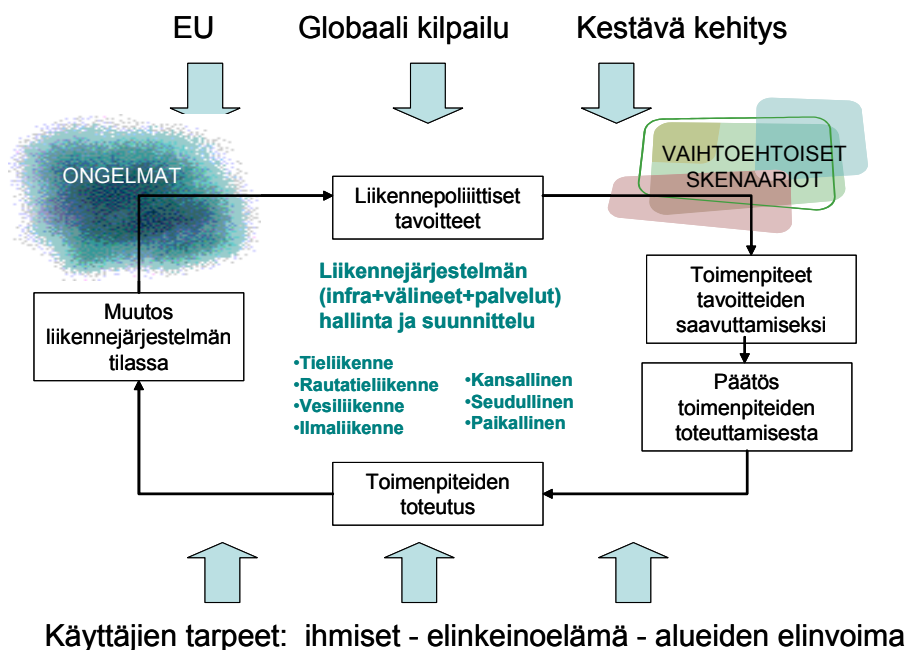 EU Globaali kilpailu Kestävä kehitys
ONGELMAT
VAIHTOEHTOISET
SKENAARIOT
Liikennepoliiittiset
tavoitteet
Liikennejärjestelmän
(infra+välineet+palvelut)
hallinta ja suunnittelu
Toimenpiteet
tavoitteiden
saavuttamiseksi
Muutos
liikennejärjestelmän
tilassa
•Tieliikenne
•Rautatieliikenne
•Vesiliikenne
•Ilmaliikenne
•Kansallinen
•Seudullinen
•Paikallinen
Päätös
toimenpiteiden
toteuttamisesta
Toimenpiteiden
toteutus
Käyttäjien tarpeet: ihmiset - elinkeinoelämä - alueiden elinvoima